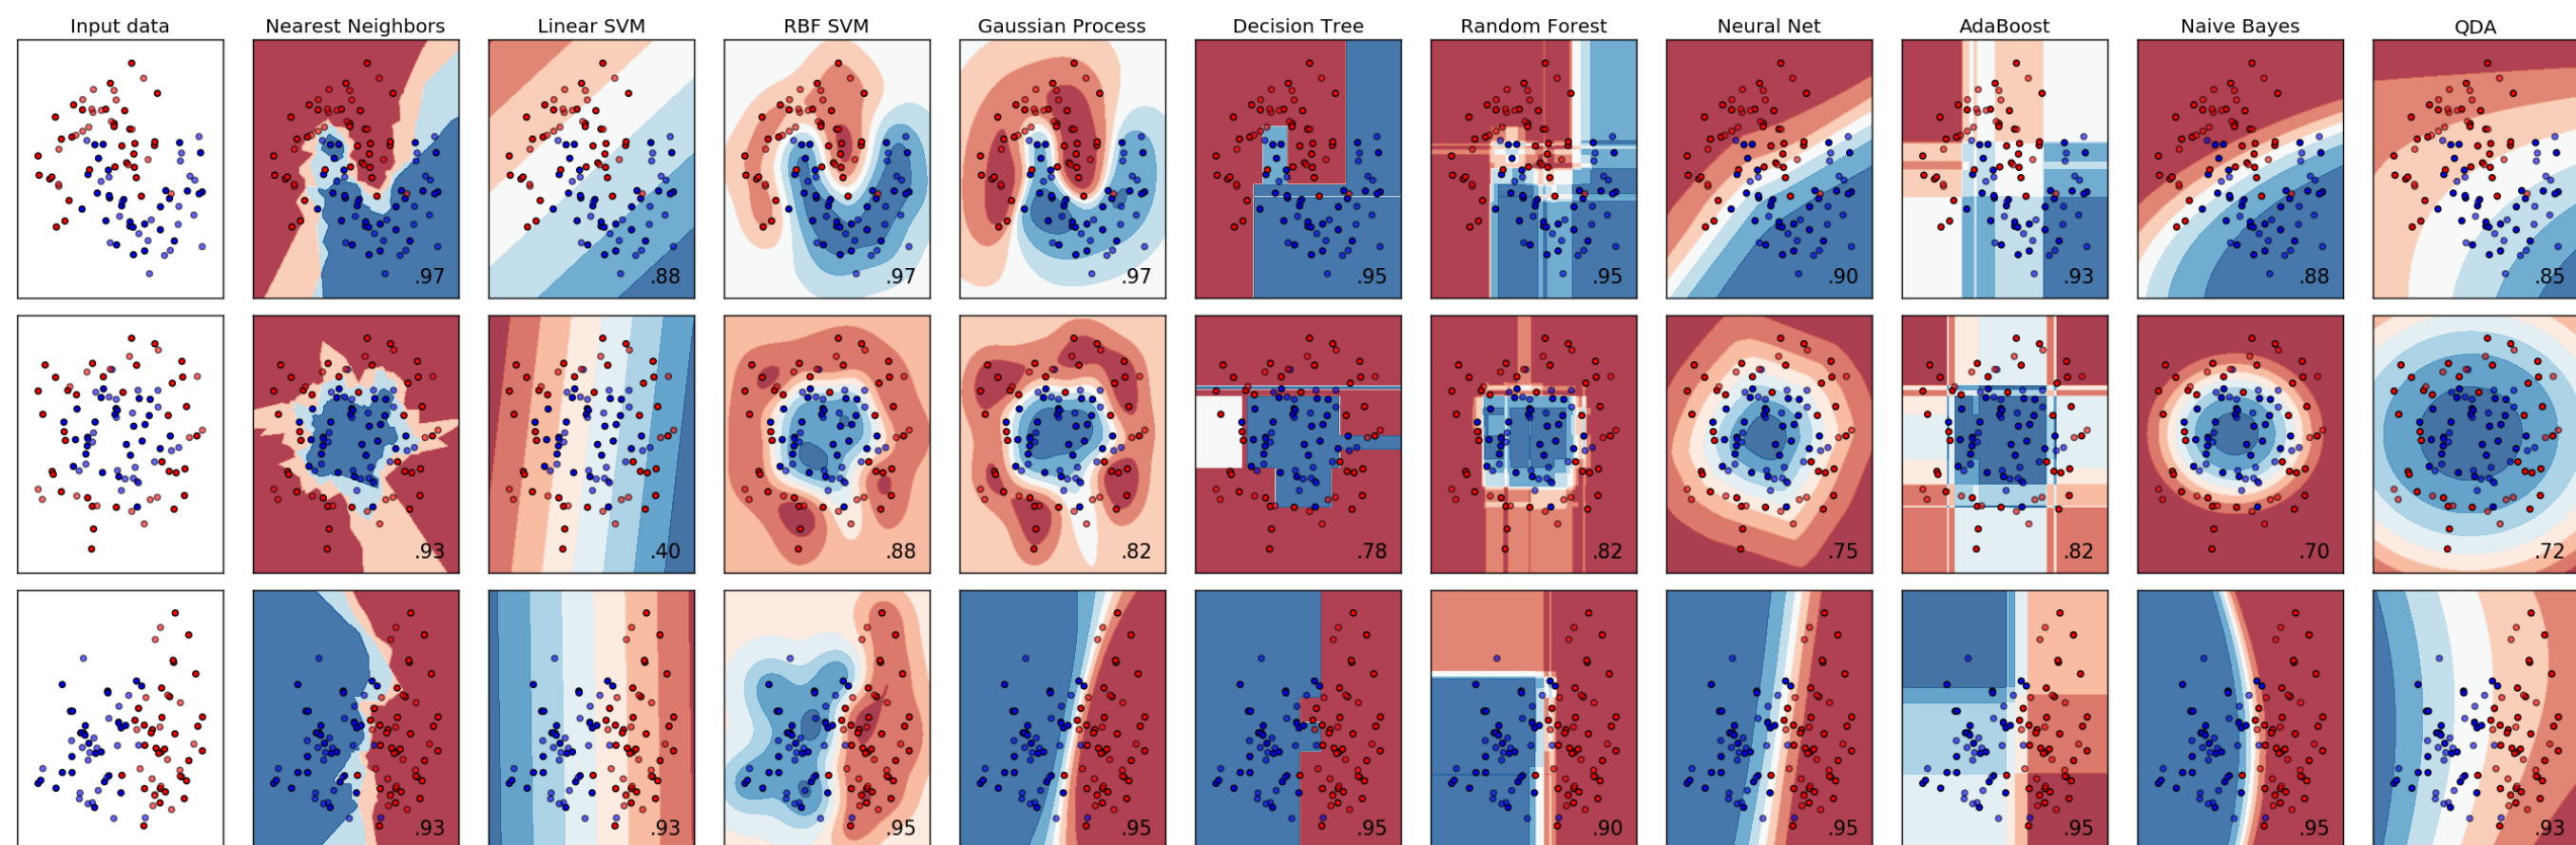 Input data Nearest Neighbors Linear SVM RBF SVM Gaussian Process Decision Tree Random Forest Neural Net AdaBoost Naive Bayes QDA
.97 .88 .97 .97 .95 .95 .90 .93 .88 .85
.93 .40 .88 .82 .78 .82 .75 .82 .70 .72
.93 .93 .95 .95 .95 .90 .95 .95 .95 .93